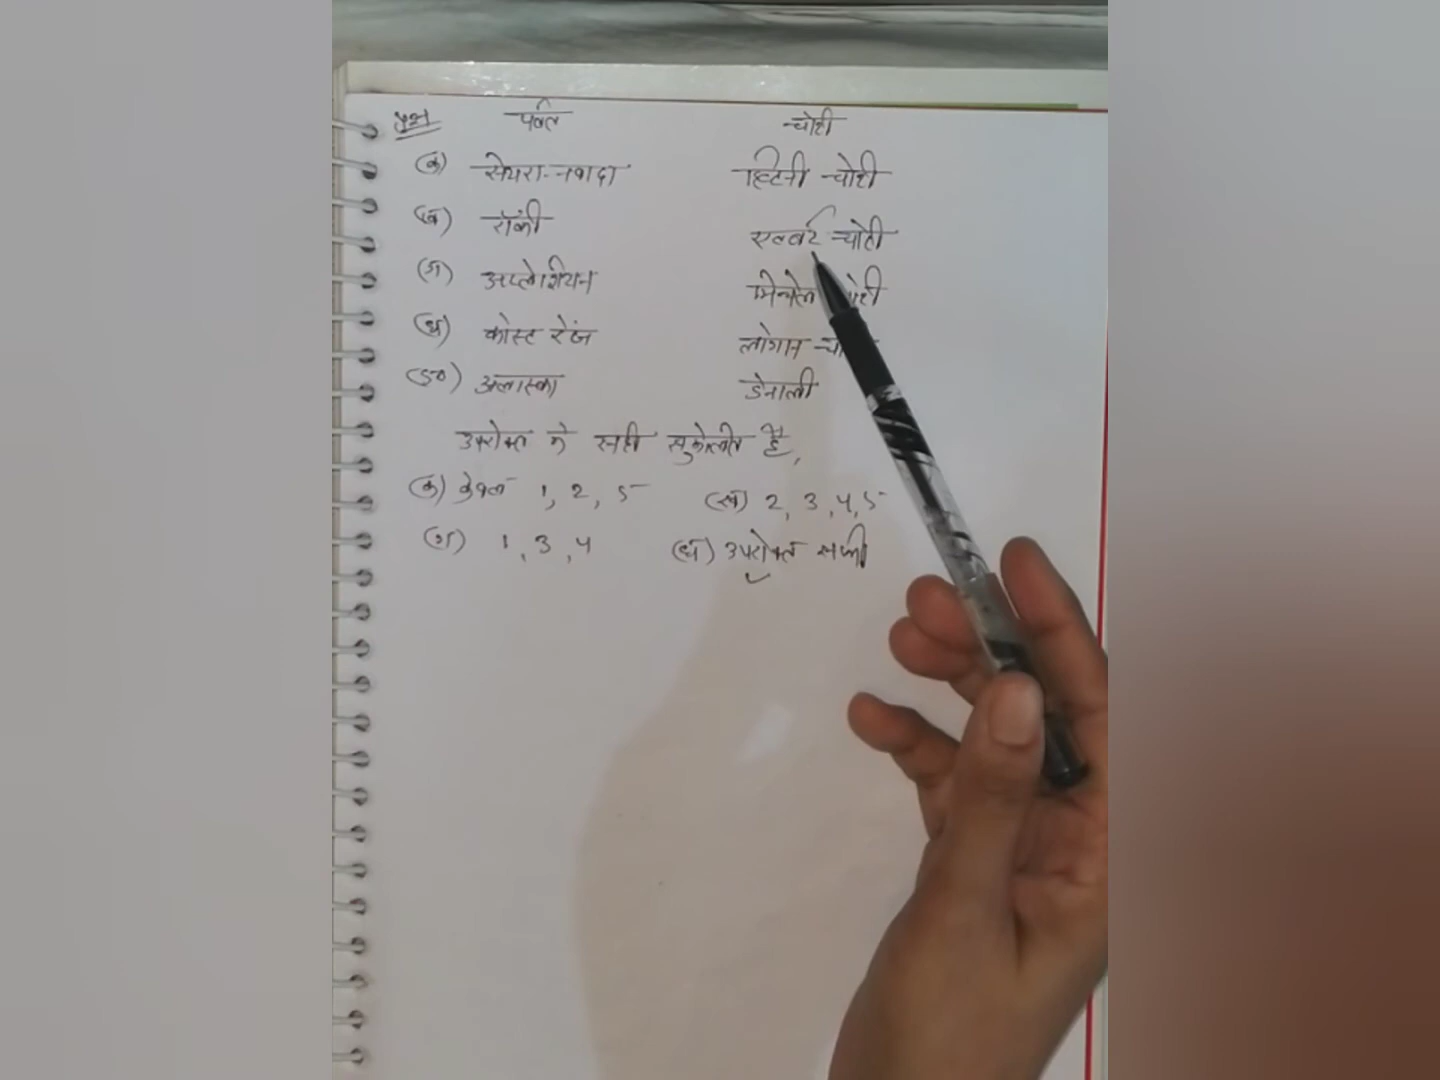 प्रश्न पर्वत चोटी
(क) सेयरा-नवादा ह्विटनी चोटी
(ख) रॉकी एल्बर्ट चोटी
(ग) अप्लेशियन मिचेल चोटी
(घ) कोस्ट रेंज लोगान
(ङ) अलास्का डेनाली
उपरोक्त में सही सुमेलित है,
(क) केवल 1, 2, 5 (ख) 2, 3, 4, 5
(ग) 1, 3, 4 (घ) उपरोक्त सभी